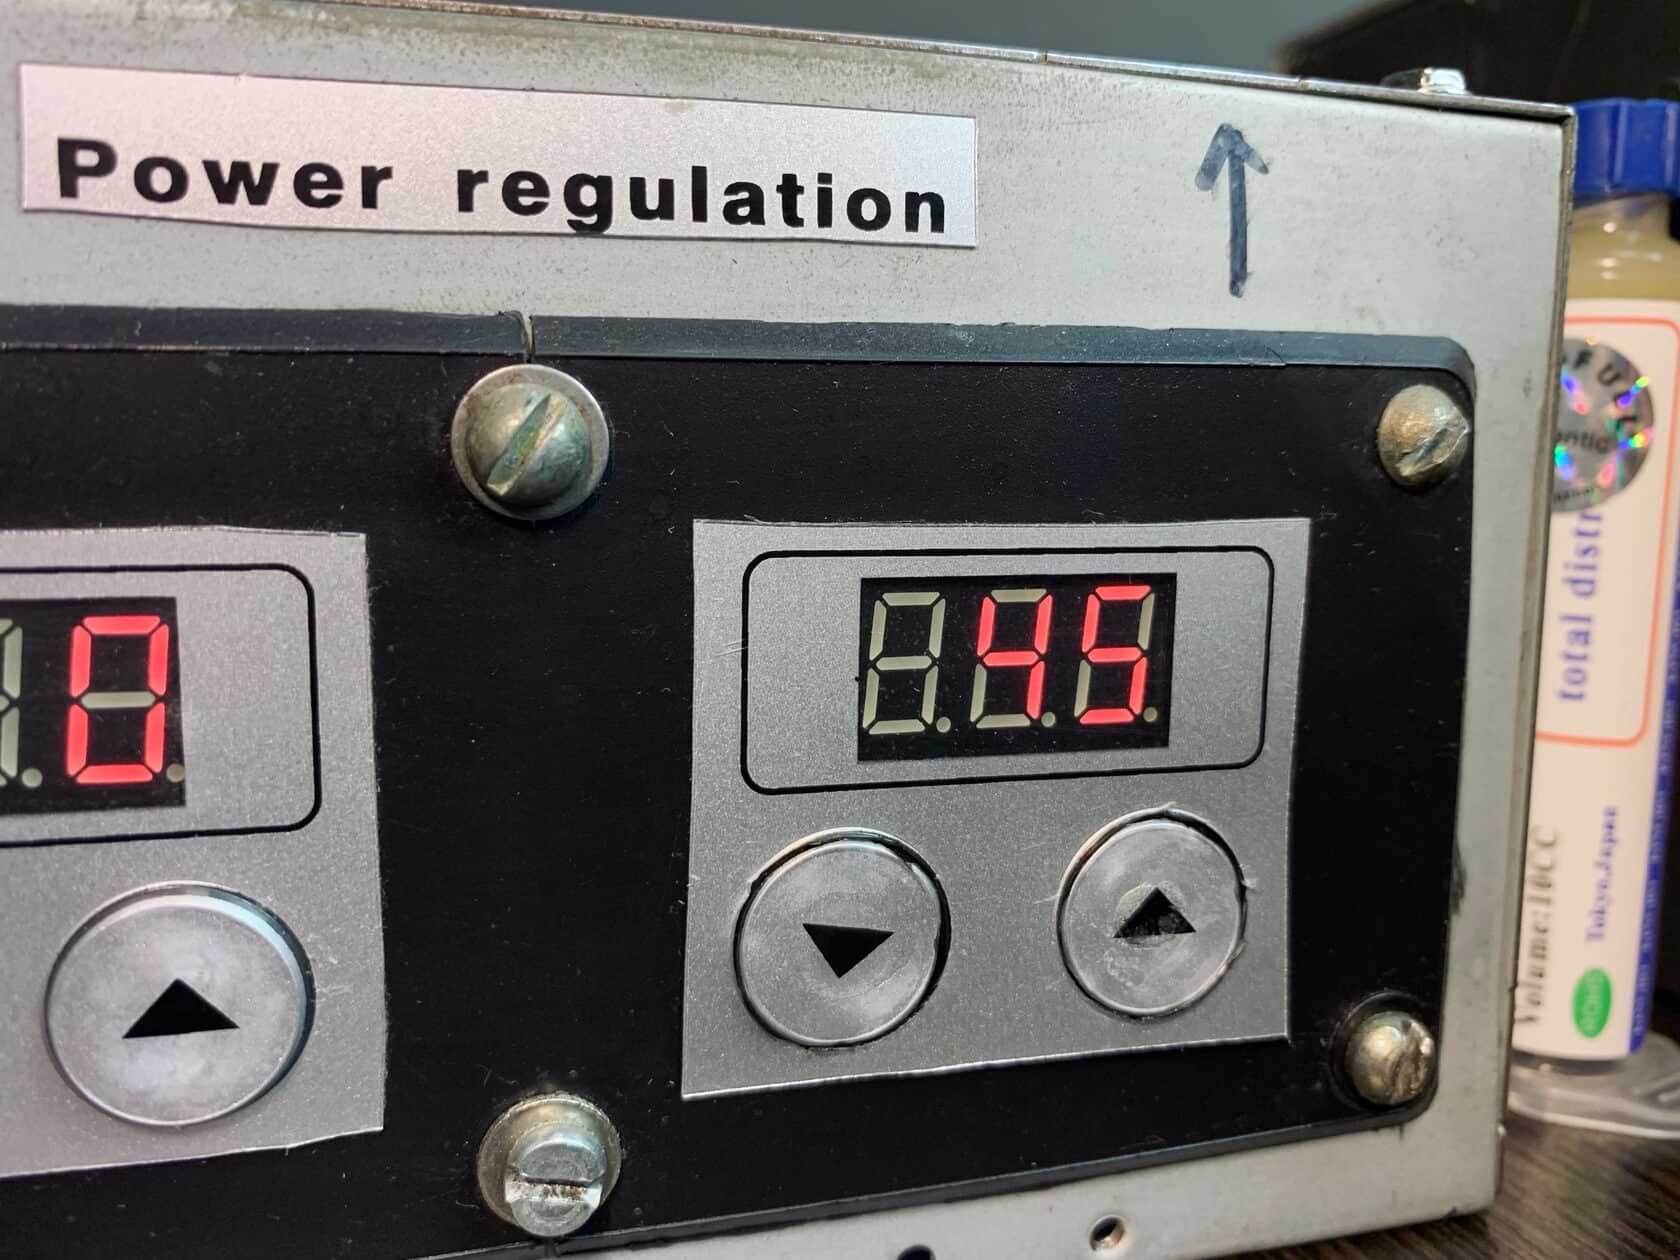 Power regulation
0
45
total distr
Tokyo,Japan
Volume:10CC